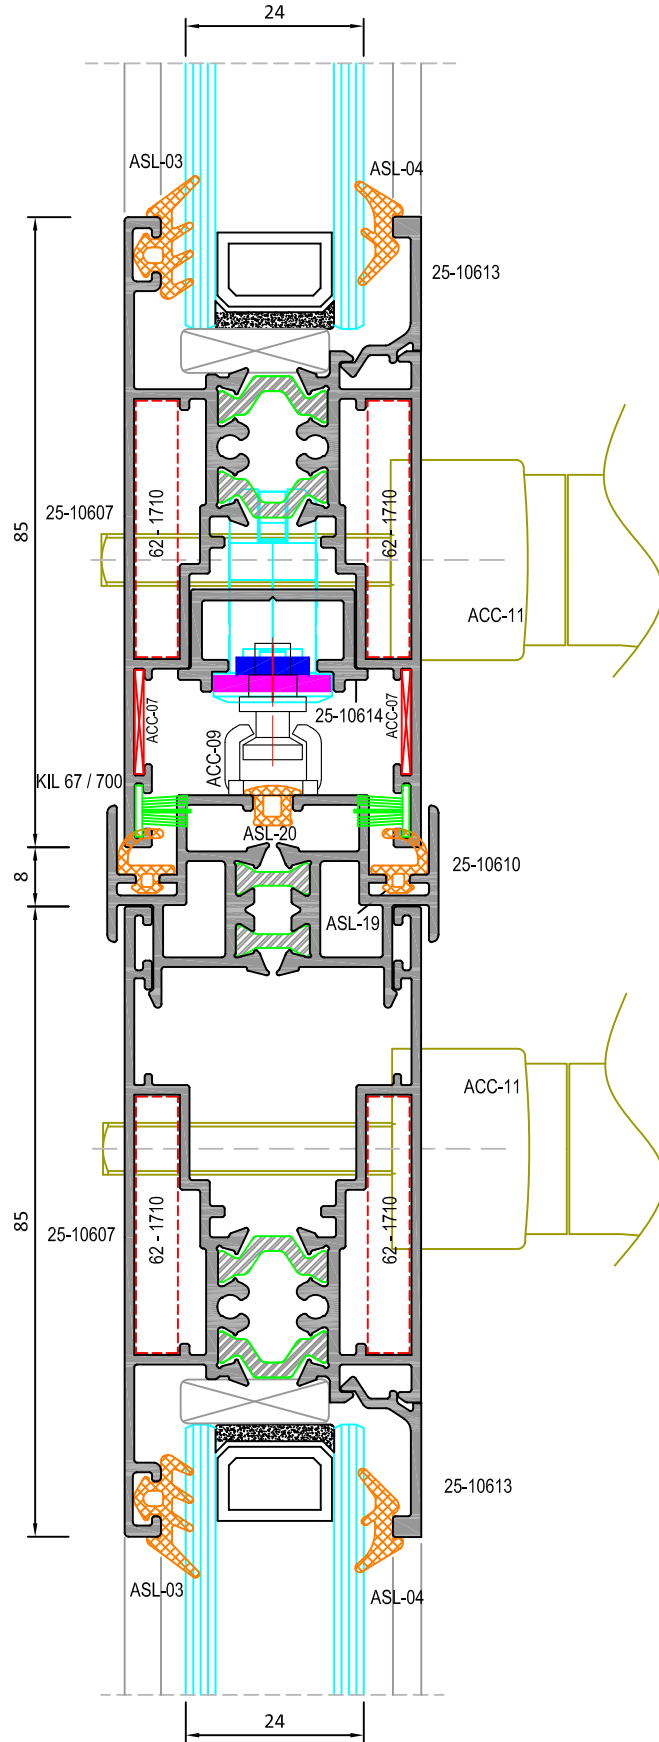 24
ASL-03
ASL-04
25-10613
85
25-10607
62 - 1710
62 - 1710
ACC-11
ACC-07
ACC-07
25-10614
ACC-09
KIL 67 / 700
ASL-20
25-10610
8
ASL-19
ACC-11
85
25-10607
62 - 1710
62 - 1710
25-10613
ASL-03
ASL-04
24